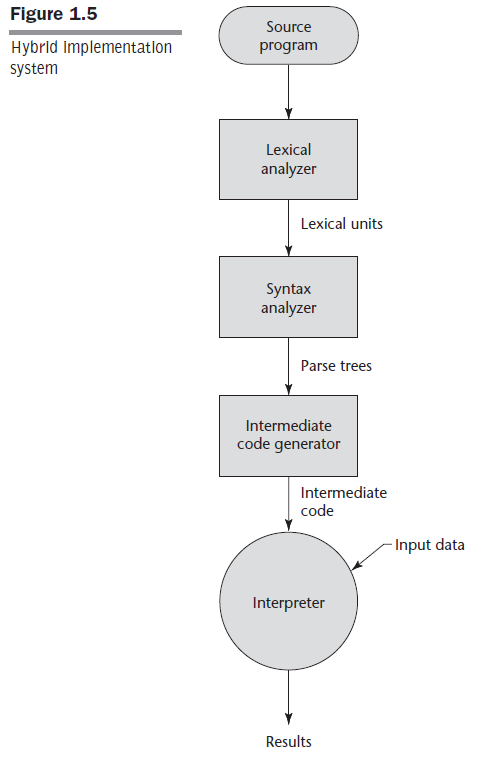 Figure 1.5
Hybrid implementation
system
Source
program
Lexical
analyzer
Lexical units
Syntax
analyzer
Parse trees
Intermediate
code generator
Intermediate
code
Input data
Interpreter
Results